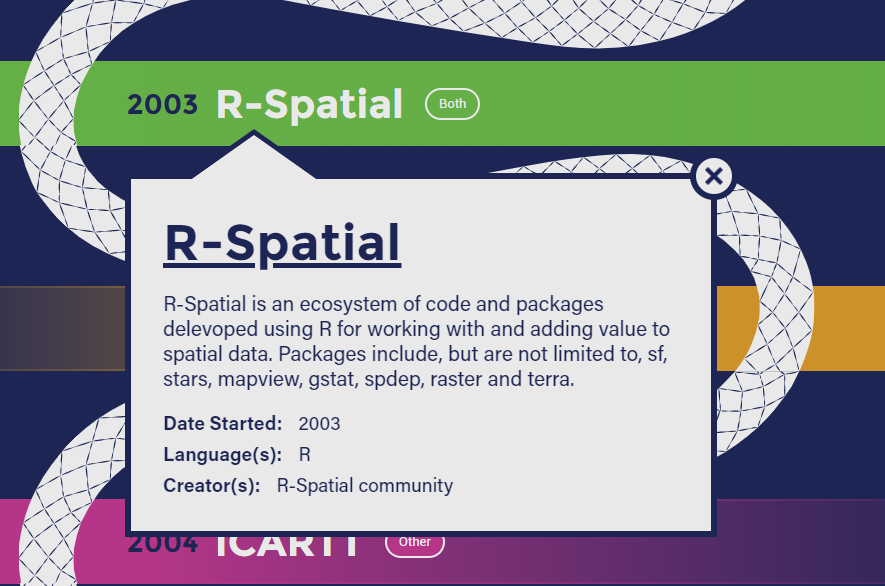 2003 R-Spatial Both
R-Spatial
R-Spatial is an ecosystem of code and packages
delevoped using R for working with and adding value to
spatial data. Packages include, but are not limited to, sf,
stars, mapview, gstat, spdep, raster and terra.
Date Started: 2003
Language(s): R
Creator(s): R-Spatial community
2004 ICARTT Other